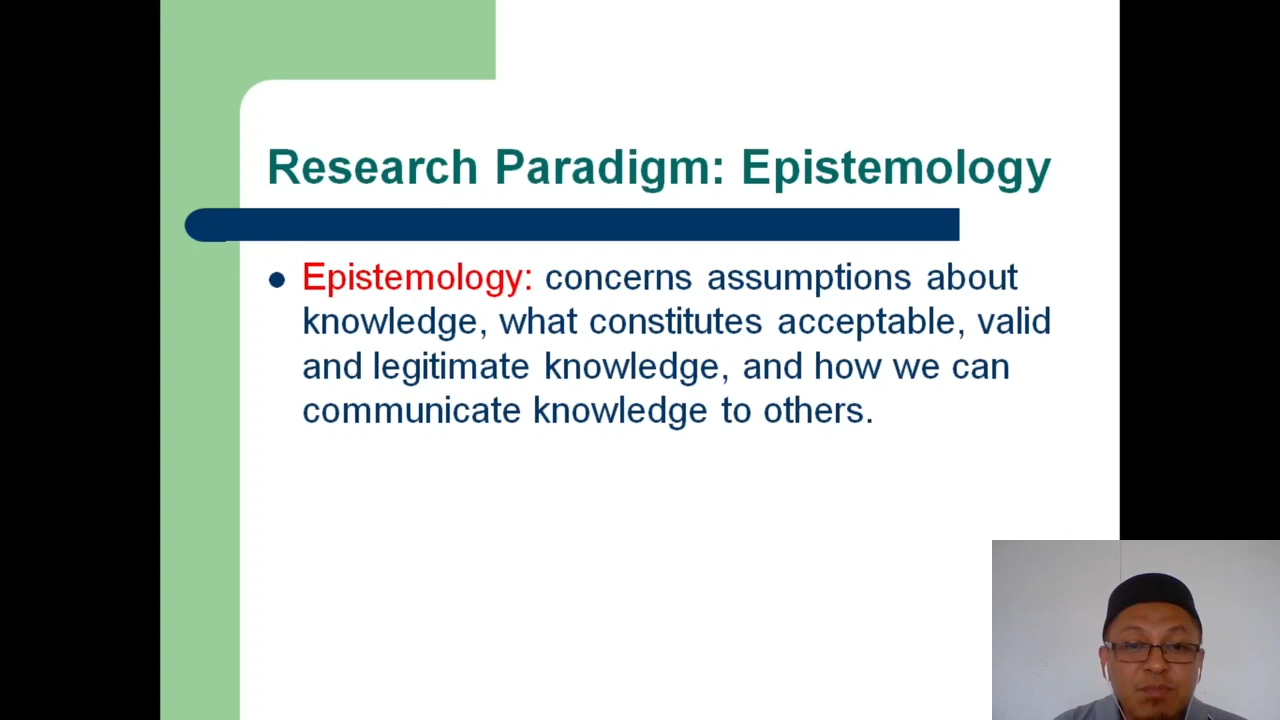 Research Paradigm: Epistemology
Epistemology: concerns assumptions about
knowledge, what constitutes acceptable, valid
and legitimate knowledge, and how we can
communicate knowledge to others.